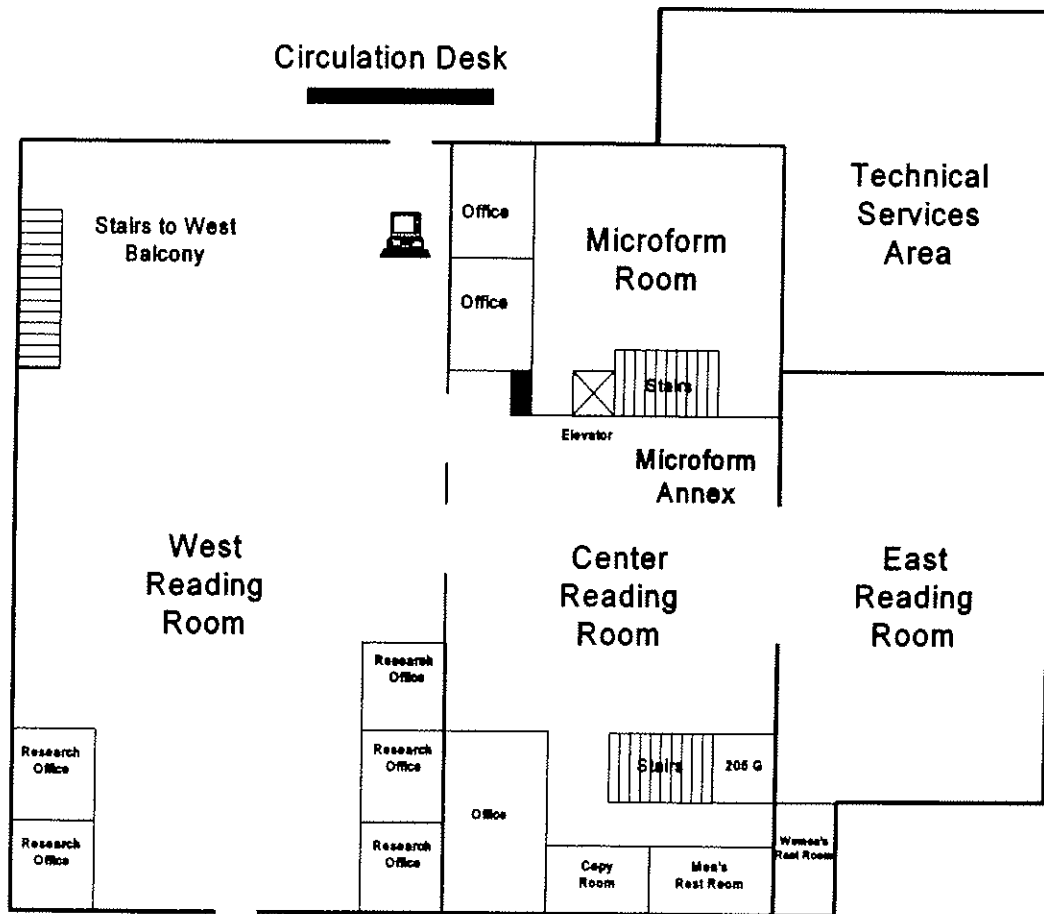 Circulation Desk
Technical
Services
Area
Stairs to West
Balcony
Office
Microform
Room
Office
Stairs
Elevator
Microform
Annex
West
Reading
Room
Center
Reading
Room
East
Reading
Room
Research
Office
Research
Office
Research
Office
Stairs
205 G
Office
Research
Office
Research
Office
Copy
Room
Men's
Rest Room
Women's
Rest Room